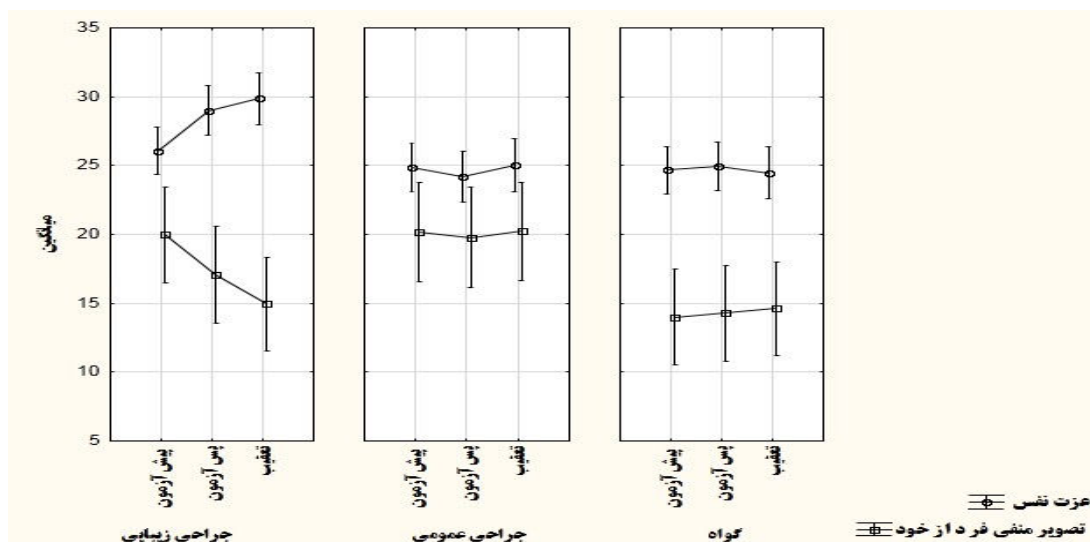 35
30
25
20
15
10
5
میانگین
پیش آزمون
پس آزمون
تعقیب
پیش آزمون
پس آزمون
تعقیب
پیش آزمون
پس آزمون
تعقیب
جراحی زیبایی
جراحی عمومی
گواه
عزت نفس
تصویر منفی فرد از خود